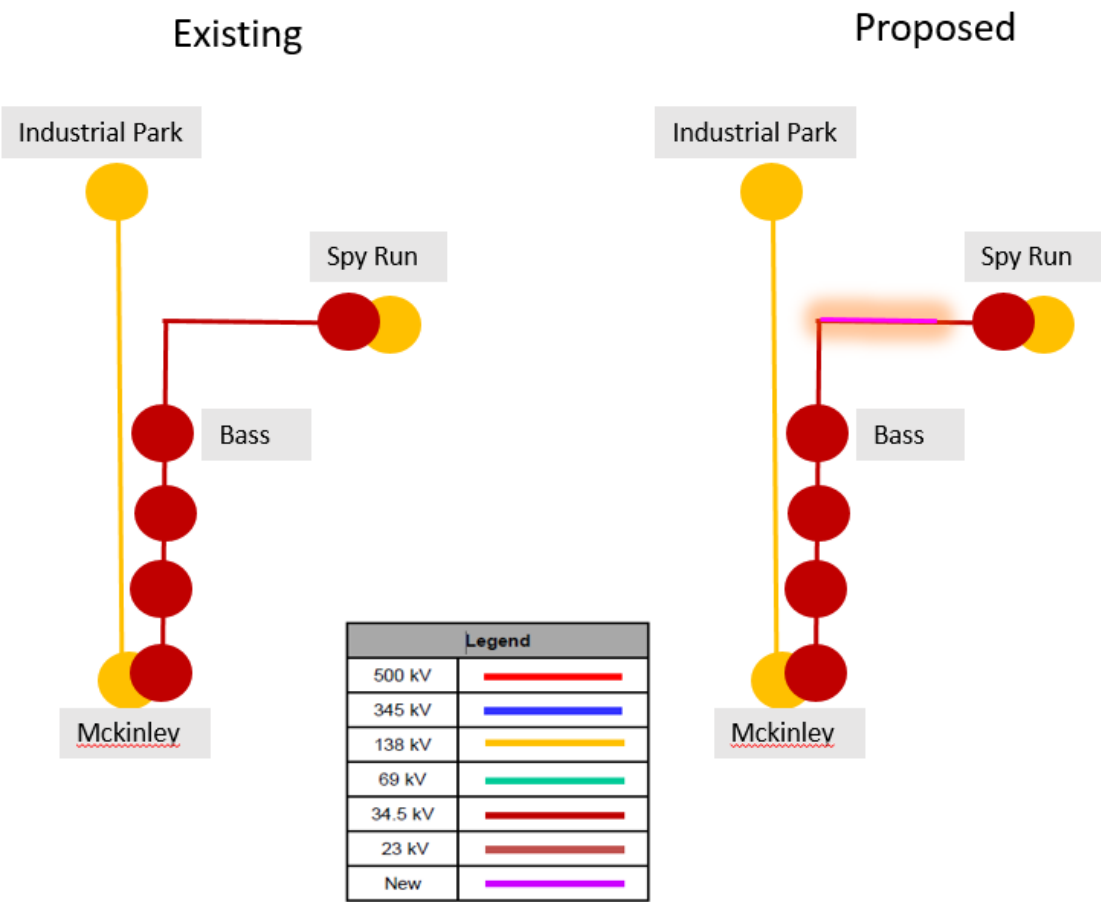 Existing
Proposed
Industrial Park
Industrial Park
Spy Run
Spy Run
Bass
Bass
Legend
500 kV
345 kV
138 kV
69 kV
34.5 kV
23 kV
New
Mckinley
Mckinley